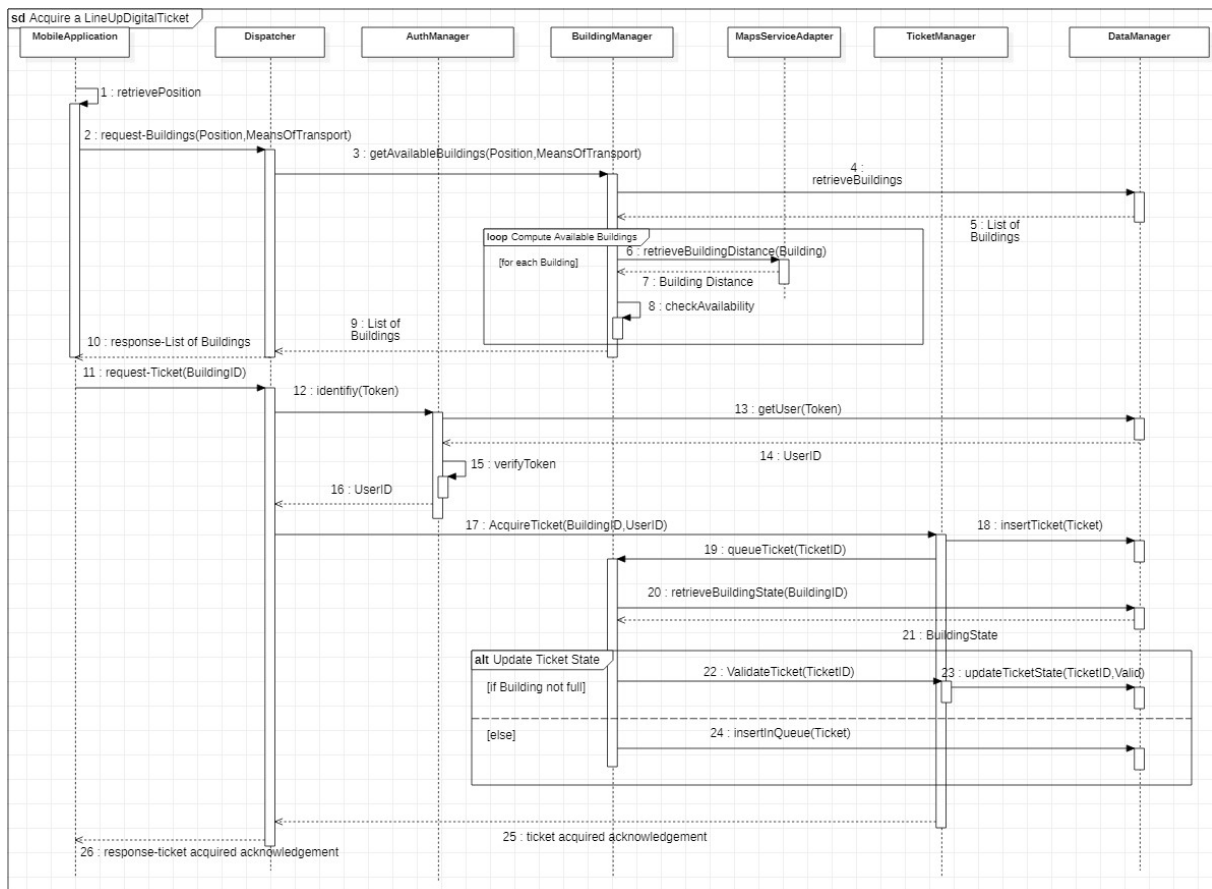 sd Acquire a LineUpDigitalTicket
MobileApplication
Dispatcher
AuthManager
BuildingManager
MapsServiceAdapter
TicketManager
DataManager
1 : retrievePosition
2 : request-Buildings(Position,MeansOfTransport)
3 : getAvailableBuildings(Position,MeansOfTransport)
4 :
retrieveBuildings
5 : List of
Buildings
loop Compute Available Buildings
[for each Building]
6 : retrieveBuildingDistance(Building)
7 : Building Distance
8 : checkAvailability
9 : List of
Buildings
10 : response-List of Buildings
11 : request-Ticket(BuildingID)
12 : identifiy(Token)
13 : getUser(Token)
14 : UserID
15 : verifyToken
16 : UserID
17 : AcquireTicket(BuildingID,UserID)
18 : insertTicket(Ticket)
19 : queueTicket(TicketID)
20 : retrieveBuildingState(BuildingID)
21 : BuildingState
alt Update Ticket State
[if Building not full]
22 : ValidateTicket(TicketID)
23 : updateTicketState(TicketID,Valid)
[else]
24 : insertInQueue(Ticket)
25 : ticket acquired acknowledgement
26 : response-ticket acquired acknowledgement